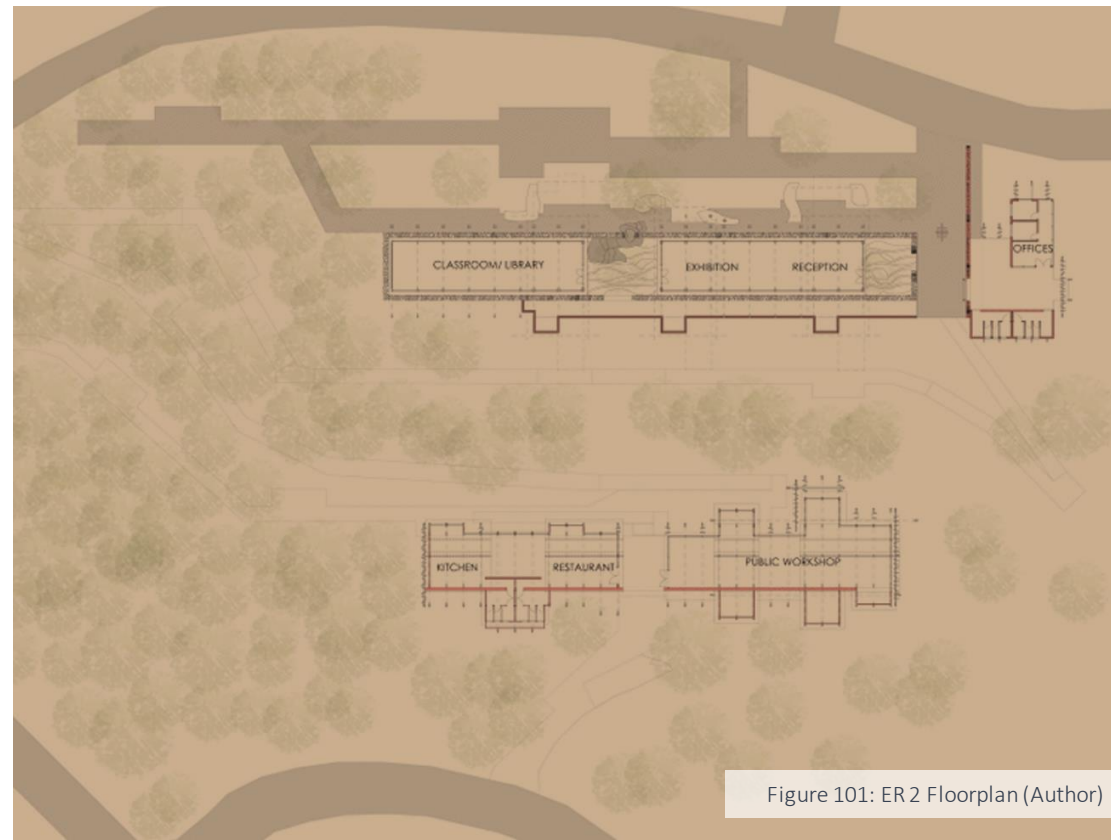 OFFICES
CLASSROOM/ LIBRARY
EXHIBITION
RECEPTION
KITCHEN
RESTAURANT
PUBLIC WORKSHOP
Figure 101: ER 2 Floorplan (Author)